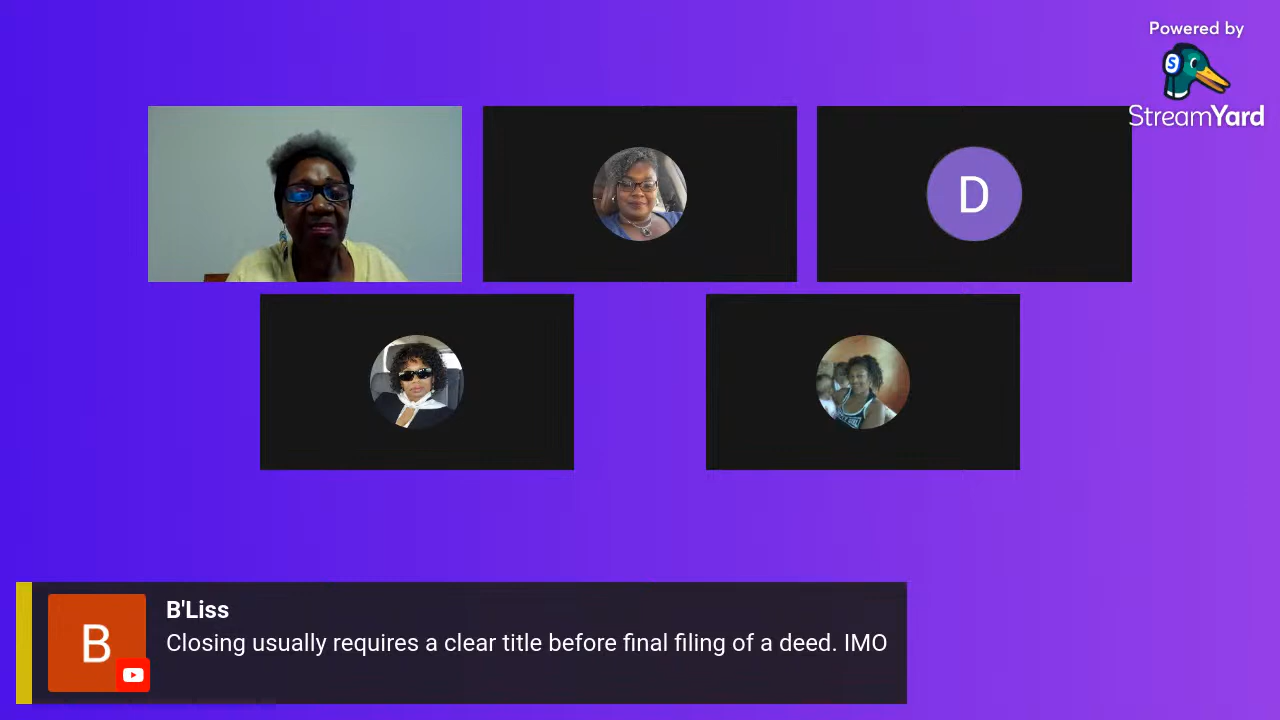 Powered by
S
StreamYard
D
B
B'Liss
Closing usually requires a clear title before final filing of a deed. IMO